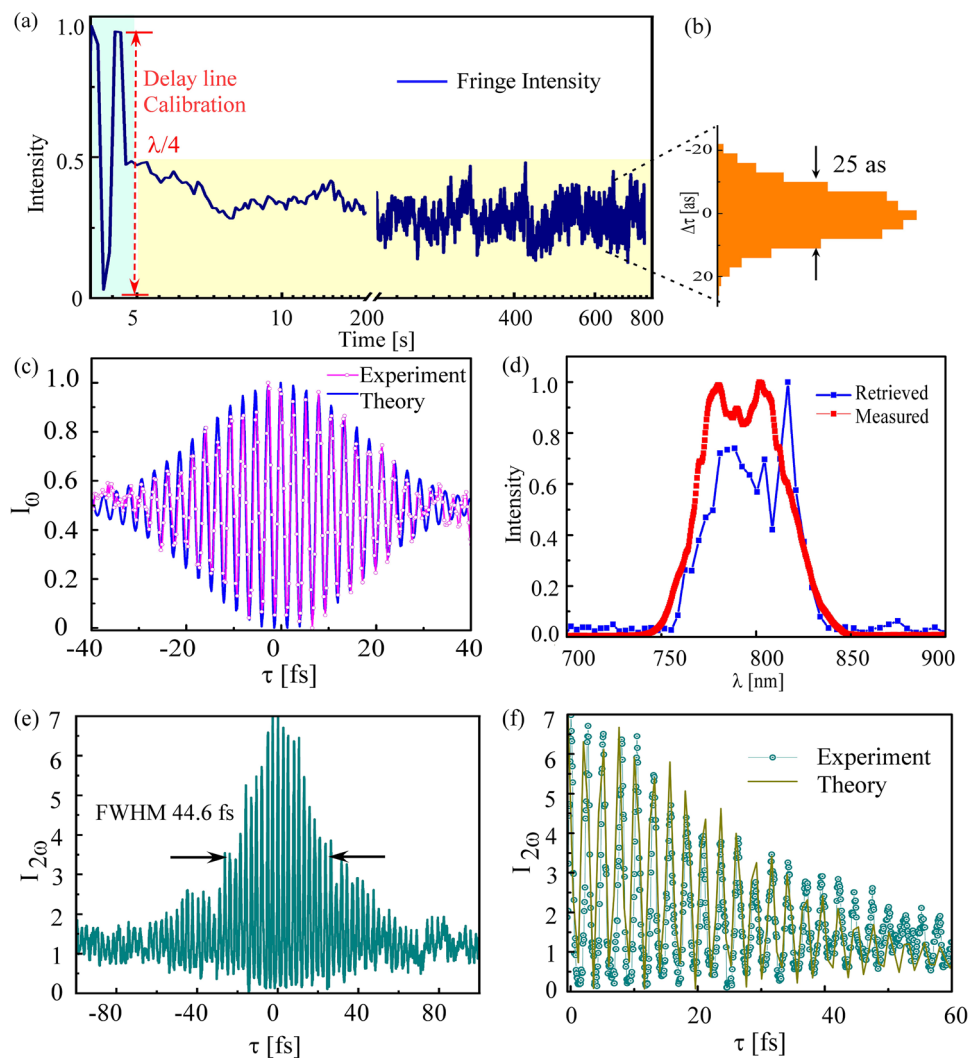 (a)
1.0
0.5
0
Intensity
Delay line
Calibration
λ/4
Fringe Intensity
5
10
200
400
600
800
Time [s]
(b)
-20
0
20
Δτ [as]
25 as
(c)
1.0
0.8
0.6
0.4
0.2
0
Iω
Experiment
Theory
-40
-20
0
20
40
τ [fs]
(d)
1.0
0.8
0.6
0.4
0.2
0.0
Intensity
Retrieved
Measured
700
750
800
850
900
λ [nm]
(e)
7
6
5
4
3
2
1
0
I 2ω
FWHM 44.6 fs
-80
-40
0
40
80
τ [fs]
(f)
7
6
5
4
3
2
1
0
I 2ω
Experiment
Theory
0
20
40
60
τ [fs]